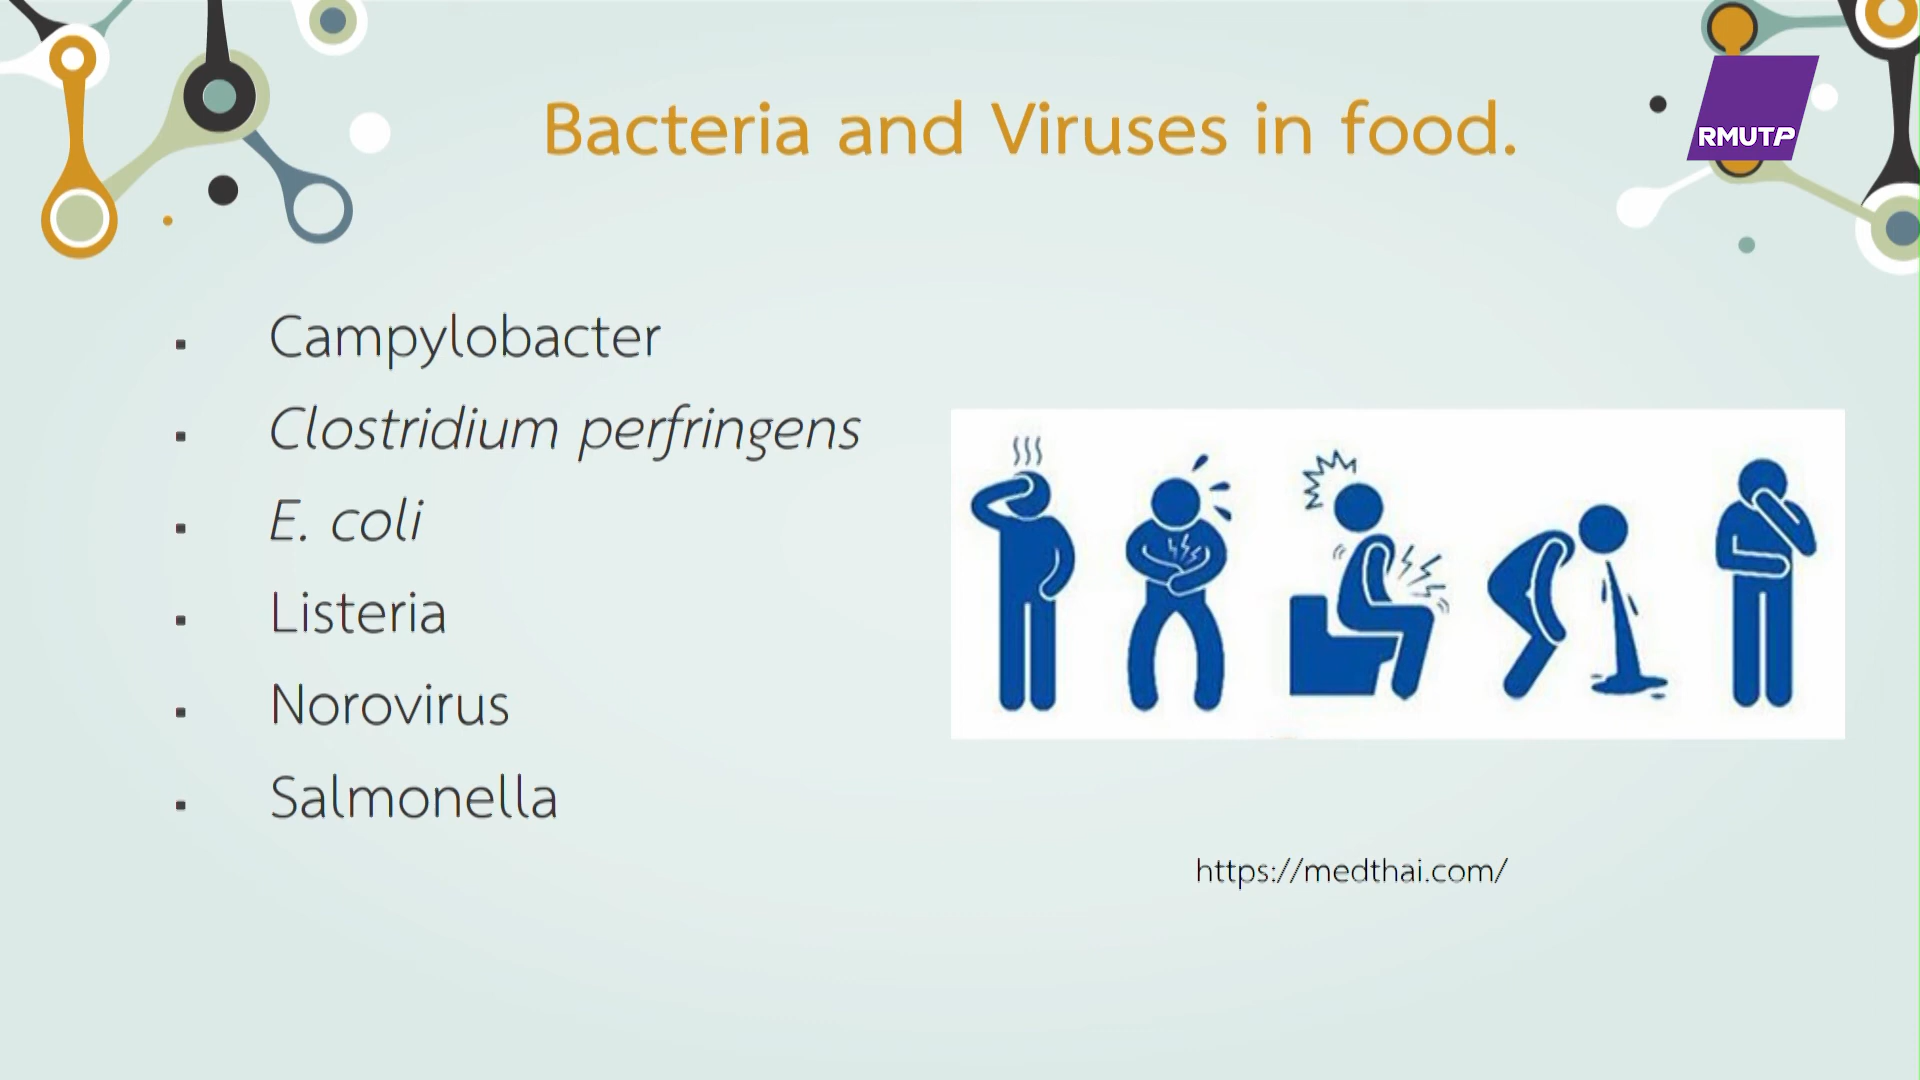 Bacteria and Viruses in food.
RMUTP
▪ Campylobacter
▪ Clostridium perfringens
▪ E. coli
▪ Listeria
▪ Norovirus
▪ Salmonella
https://medthai.com/